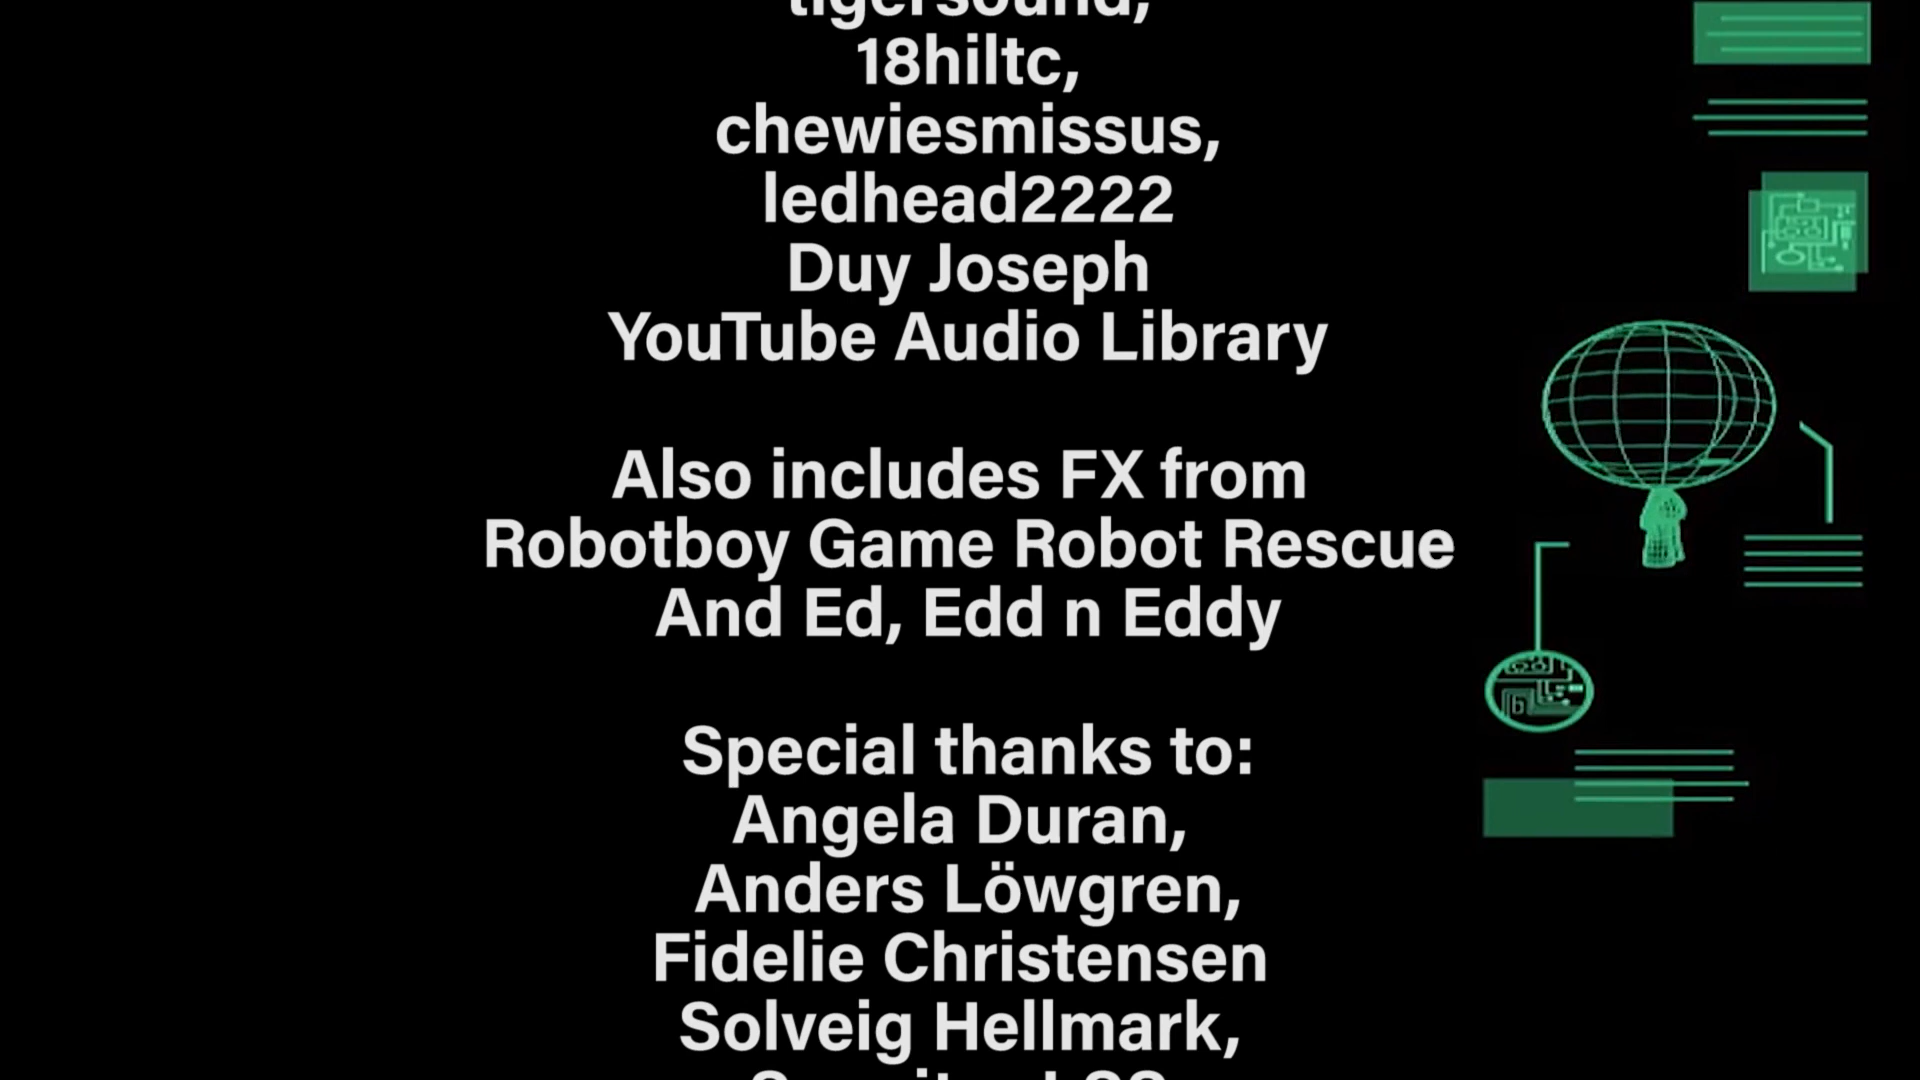 tigersound,
18hiltc,
chewiesmissus,
ledhead2222
Duy Joseph
YouTube Audio Library
Also includes FX from
Robotboy Game Robot Rescue
And Ed, Edd n Eddy
Special thanks to:
Angela Duran,
Anders Löwgren,
Fidelie Christensen
Solveig Hellmark,